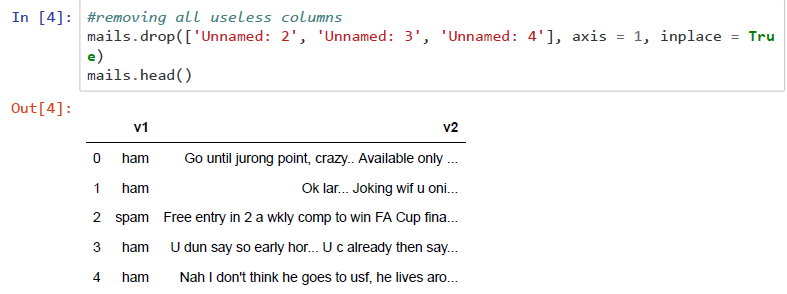 In [4]: #removing all useless columns
mails.drop(['Unnamed: 2', 'Unnamed: 3', 'Unnamed: 4'], axis = 1, inplace = Tru
e)
mails.head()
Out[4]:
v1 v2
0 ham Go until jurong point, crazy.. Available only ...
1 ham Ok lar... Joking wif u oni...
2 spam Free entry in 2 a wkly comp to win FA Cup fina...
3 ham U dun say so early hor... U c already then say...
4 ham Nah I don't think he goes to usf, he lives aro...